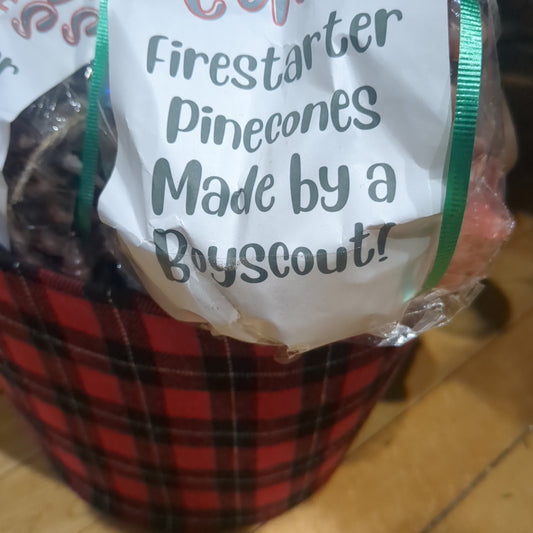 Firestarter
Pinecones
Made by a
Boyscout!